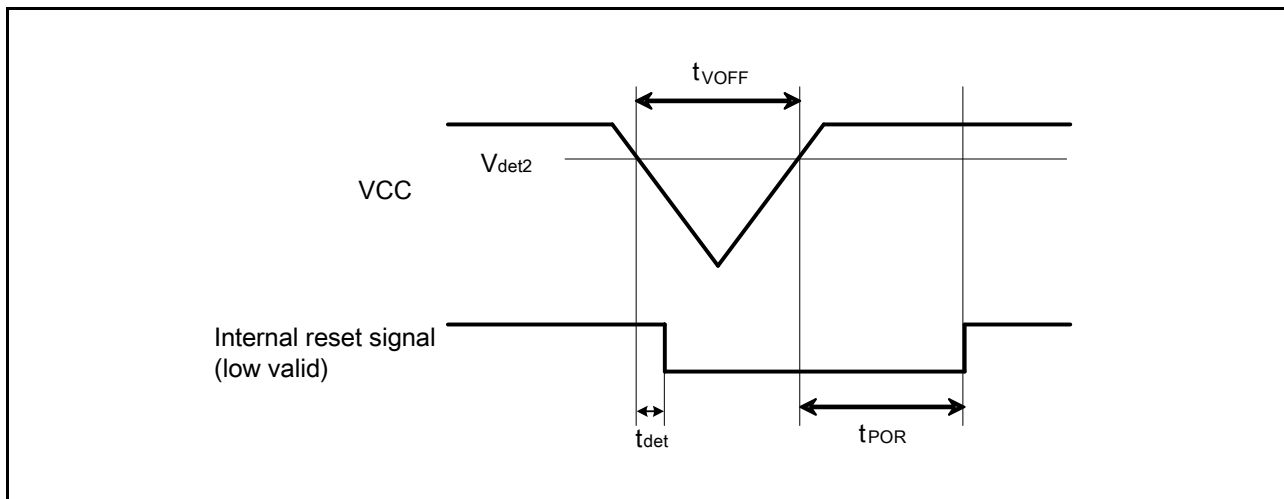 tVOFF
Vdet2
VCC
Internal reset signal
(low valid)
tdet
tPOR